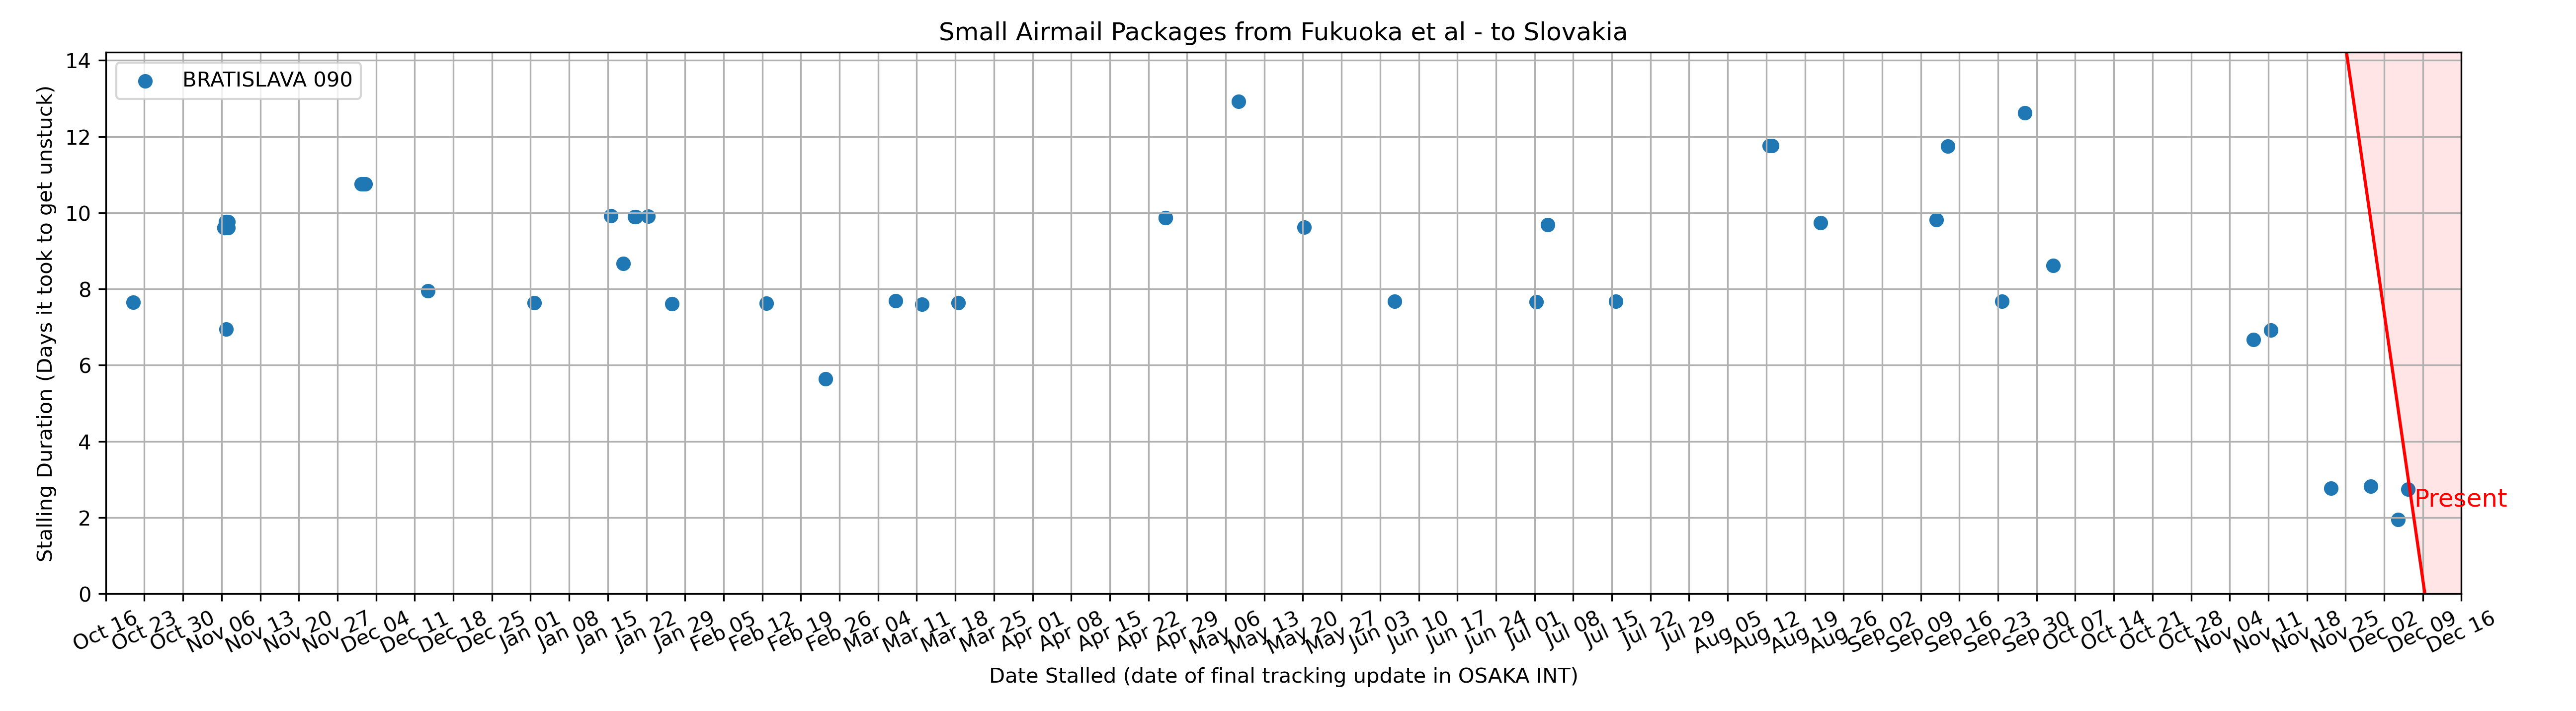 Small Airmail Packages from Fukuoka et al - to Slovakia
BRATISLAVA 090
Stalling Duration (Days it took to get unstuck)
14
12
10
8
6
4
2
0
Present
Oct 16
Oct 23
Oct 30
Nov 06
Nov 13
Nov 20
Nov 27
Dec 04
Dec 11
Dec 18
Dec 25
Jan 01
Jan 08
Jan 15
Jan 22
Jan 29
Feb 05
Feb 12
Feb 19
Feb 26
Mar 04
Mar 11
Mar 18
Mar 25
Apr 01
Apr 08
Apr 15
Apr 22
Apr 29
May 06
May 13
May 20
May 27
Jun 03
Jun 10
Jun 17
Jun 24
Jul 01
Jul 08
Jul 15
Jul 22
Jul 29
Aug 05
Aug 12
Aug 19
Aug 26
Sep 02
Sep 09
Sep 16
Sep 23
Sep 30
Oct 07
Oct 14
Oct 21
Oct 28
Nov 04
Nov 11
Nov 18
Nov 25
Dec 02
Dec 09
Dec 16
Date Stalled (date of final tracking update in OSAKA INT)